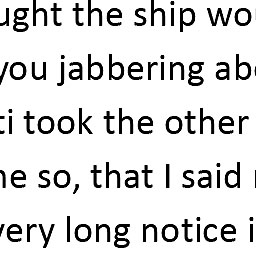 ught the ship wou
you jabbering abo
ti took the other
ne so, that I said
very long notice i